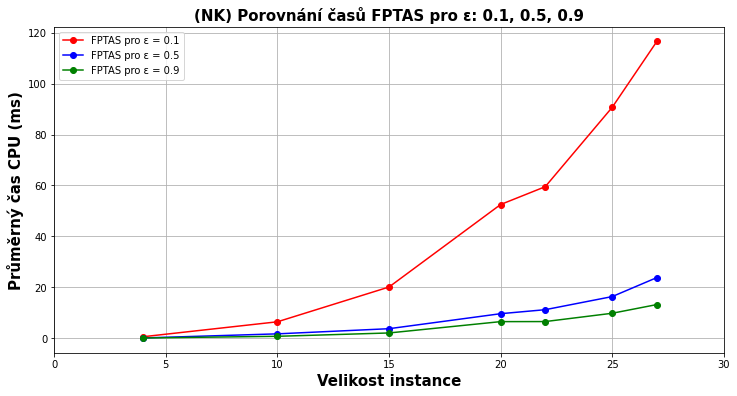 (NK) Porovnání časů FPTAS pro ε: 0.1, 0.5, 0.9
FPTAS pro ε = 0.1
FPTAS pro ε = 0.5
FPTAS pro ε = 0.9
Průměrný čas CPU (ms)
120
100
80
60
40
20
0
0 5 10 15 20 25 30
Velikost instance